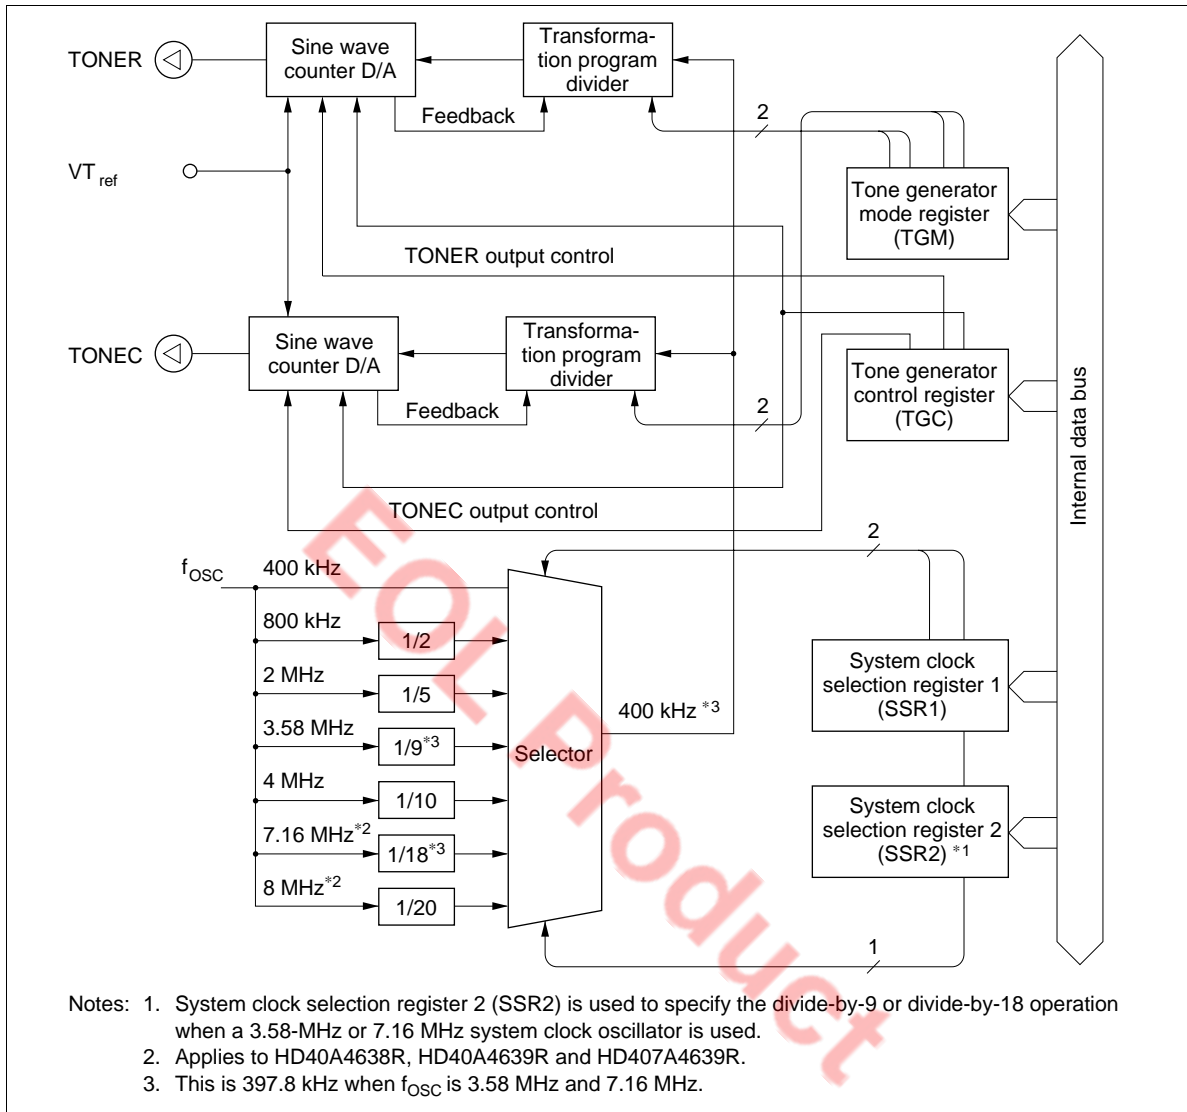 TONER
Sine wave
counter D/A
Transforma-
tion program
divider
Feedback
2
VT ref
Tone generator
mode register
(TGM)
TONER output control
TONEC
Sine wave
counter D/A
Transforma-
tion program
divider
Feedback
2
Tone generator
control register
(TGC)
TONEC output control
Internal data bus
2
fOSC
400 kHz
800 kHz
1/2
2 MHz
1/5
3.58 MHz
1/9*3
4 MHz
1/10
7.16 MHz*2
1/18*3
8 MHz*2
1/20
Selector
400 kHz *3
System clock
selection register 1
(SSR1)
System clock
selection register 2
(SSR2) *1
1
EOL Product
Notes: 1. System clock selection register 2 (SSR2) is used to specify the divide-by-9 or divide-by-18 operation
when a 3.58-MHz or 7.16 MHz system clock oscillator is used.
2. Applies to HD40A4638R, HD40A4639R and HD407A4639R.
3. This is 397.8 kHz when fOSC is 3.58 MHz and 7.16 MHz.